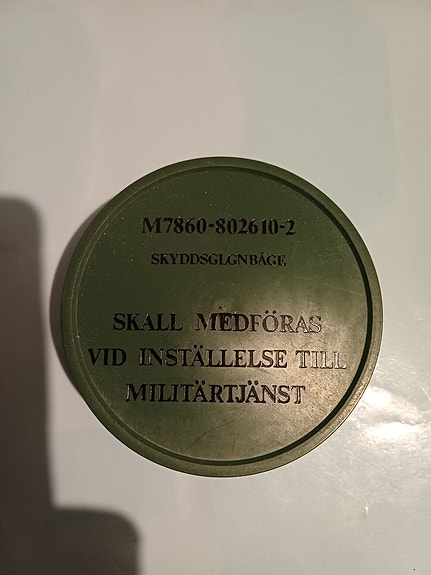 M7860-802610-2
SKYDDSGLGNBÅGE
SKALL MEDFÖRAS
VID INSTÄLLELSE TILL
MILITÄRTJÄNST